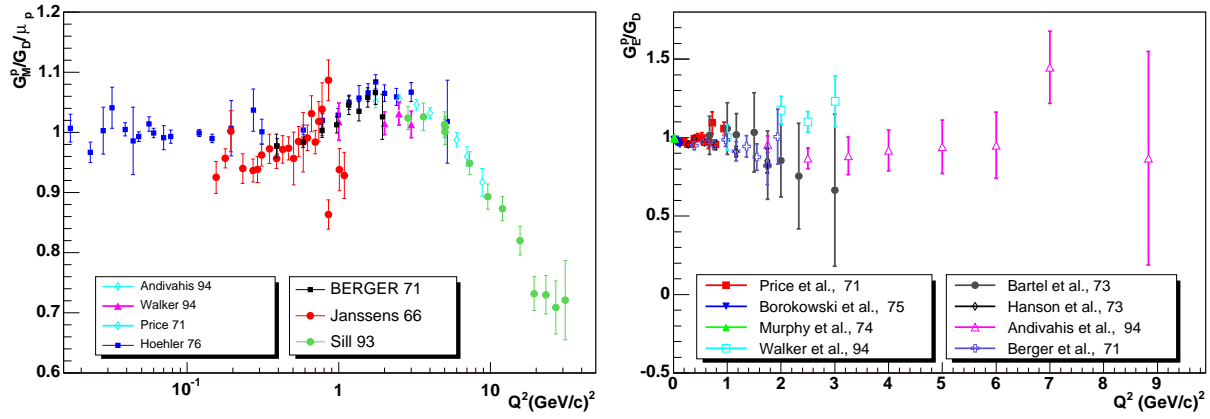 G_M^p/G_D/μ_p
1.2
1.1
1
0.9
0.8
0.7
0.6
Andivahis 94
Walker 94
Price 71
Hoehler 76
BERGER 71
Janssens 66
Sill 93
10^-1
1
10
10^2
Q^2(GeV/c)^2
G_E^p/G_D
1.5
1
0.5
0
-0.5
Price et al., 71
Borokowski et al., 75
Murphy et al., 74
Walker et al., 94
Bartel et al., 73
Hanson et al., 73
Andivahis et al., 94
Berger et al., 71
0 1 2 3 4 5 6 7 8 9
Q^2 (GeV/c)^2